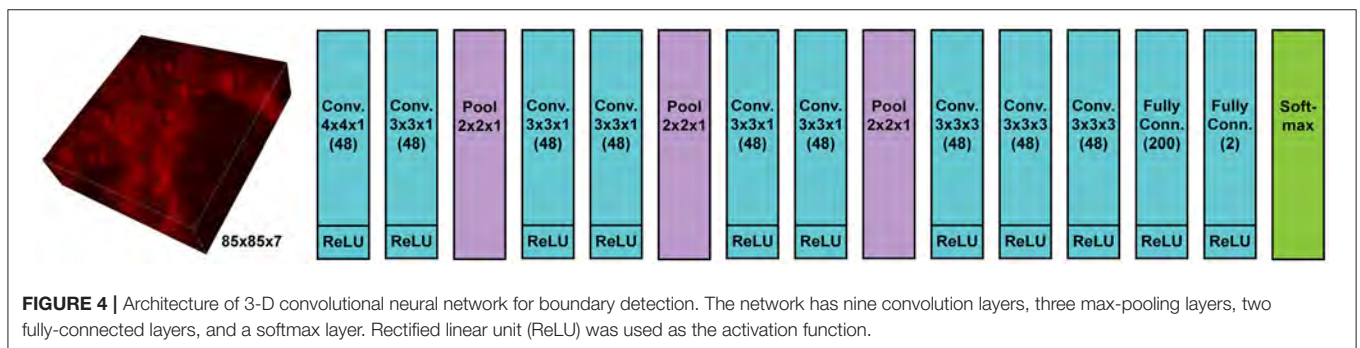 85x85x7
Conv. 4x4x1 (48) ReLU
Conv. 3x3x1 (48) ReLU
Pool 2x2x1
Conv. 3x3x1 (48) ReLU
Conv. 3x3x1 (48) ReLU
Pool 2x2x1
Conv. 3x3x1 (48) ReLU
Conv. 3x3x1 (48) ReLU
Pool 2x2x1
Conv. 3x3x3 (48) ReLU
Conv. 3x3x3 (48) ReLU
Conv. 3x3x3 (48) ReLU
Fully Conn. (200) ReLU
Fully Conn. (2) ReLU
Soft-max
FIGURE 4 | Architecture of 3-D convolutional neural network for boundary detection. The network has nine convolution layers, three max-pooling layers, two
fully-connected layers, and a softmax layer. Rectified linear unit (ReLU) was used as the activation function.